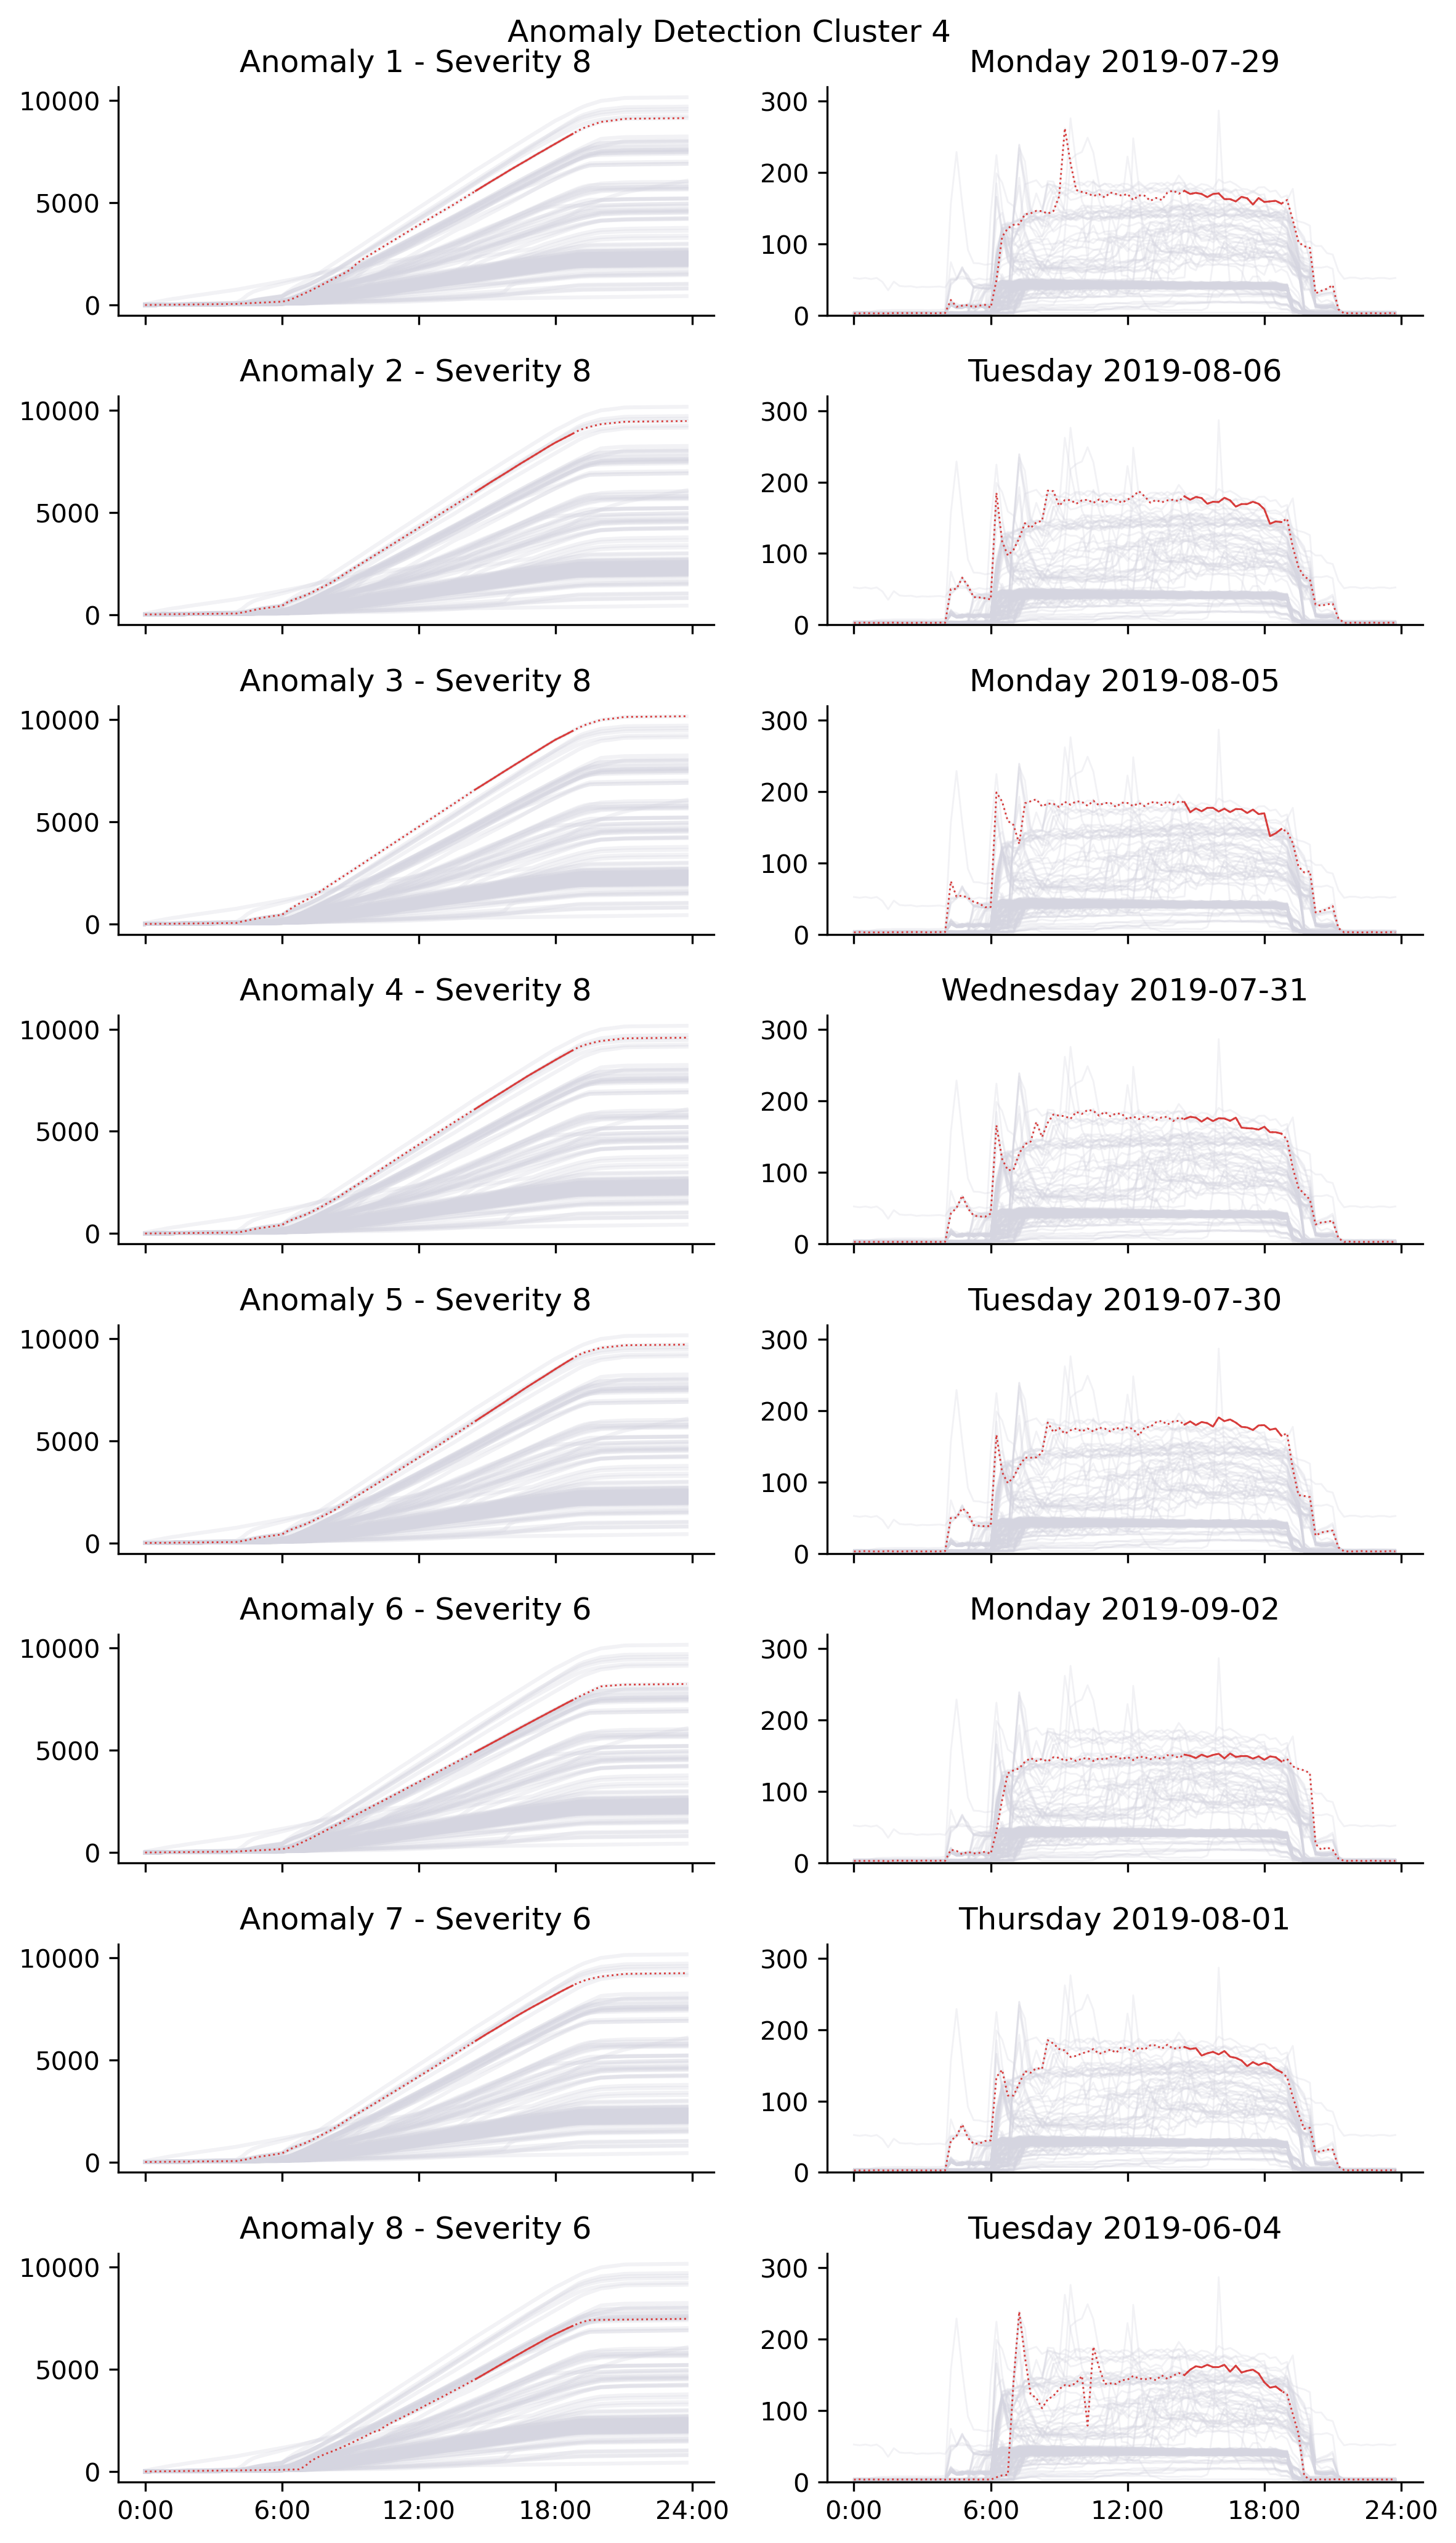 Anomaly Detection Cluster 4
Anomaly 1 - Severity 8
Monday 2019-07-29
10000
5000
0
300
200
100
0
Anomaly 2 - Severity 8
Tuesday 2019-08-06
10000
5000
0
300
200
100
0
Anomaly 3 - Severity 8
Monday 2019-08-05
10000
5000
0
300
200
100
0
Anomaly 4 - Severity 8
Wednesday 2019-07-31
10000
5000
0
300
200
100
0
Anomaly 5 - Severity 8
Tuesday 2019-07-30
10000
5000
0
300
200
100
0
Anomaly 6 - Severity 6
Monday 2019-09-02
10000
5000
0
300
200
100
0
Anomaly 7 - Severity 6
Thursday 2019-08-01
10000
5000
0
300
200
100
0
Anomaly 8 - Severity 6
Tuesday 2019-06-04
10000
5000
0
300
200
100
0
0:00 6:00 12:00 18:00 24:00
0:00 6:00 12:00 18:00 24:00